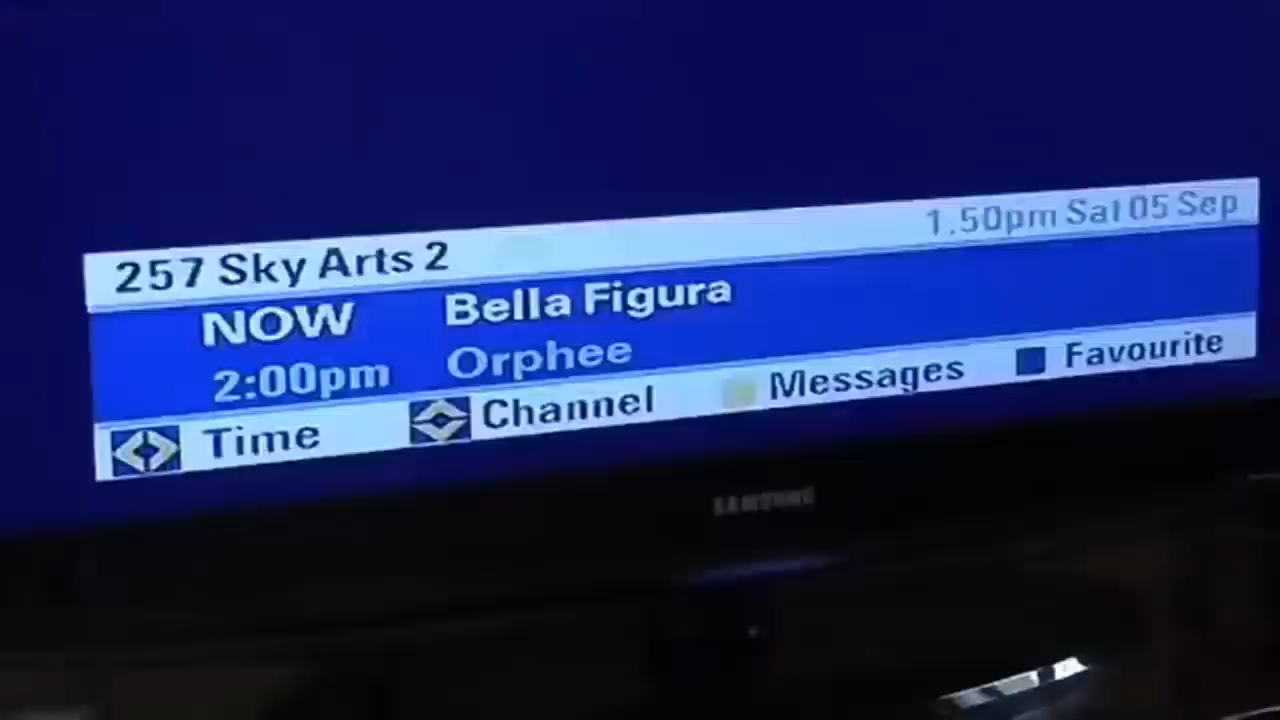 257 Sky Arts 2 1.50pm Sat 05 Sep
NOW Bella Figura
2:00pm Orphee
Time Channel Messages Favourite
SAMSUNG